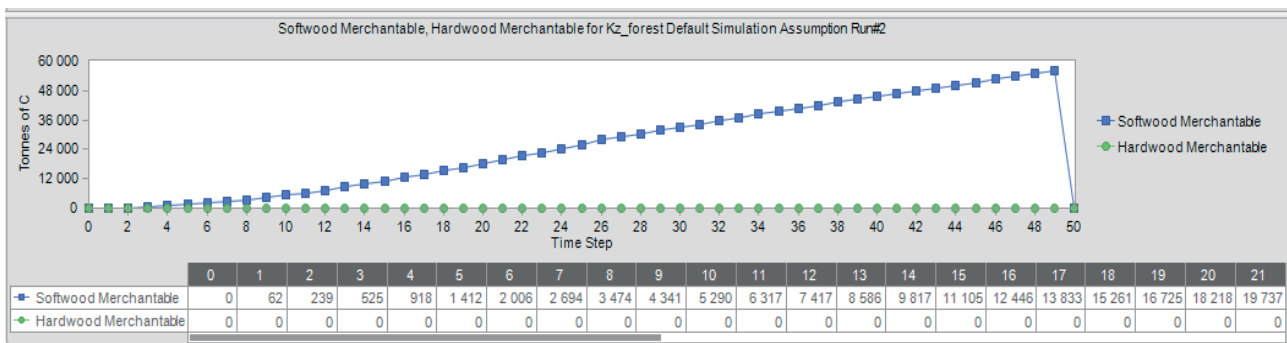 Softwood Merchantable, Hardwood Merchantable for Kz_forest Default Simulation Assumption Run#2
60 000
48 000
36 000
24 000
12 000
0
Tonnes of C
0 2 4 6 8 10 12 14 16 18 20 22 24 26 28 30 32 34 36 38 40 42 44 46 48 50
Time Step
Softwood Merchantable
Hardwood Merchantable
0 1 2 3 4 5 6 7 8 9 10 11 12 13 14 15 16 17 18 19 20 21
Softwood Merchantable 0 62 239 525 918 1 412 2 006 2 694 3 474 4 341 5 290 6 317 7 417 8 586 9 817 11 105 12 446 13 833 15 261 16 725 18 218 19 737
Hardwood Merchantable 0 0 0 0 0 0 0 0 0 0 0 0 0 0 0 0 0 0 0 0 0 0